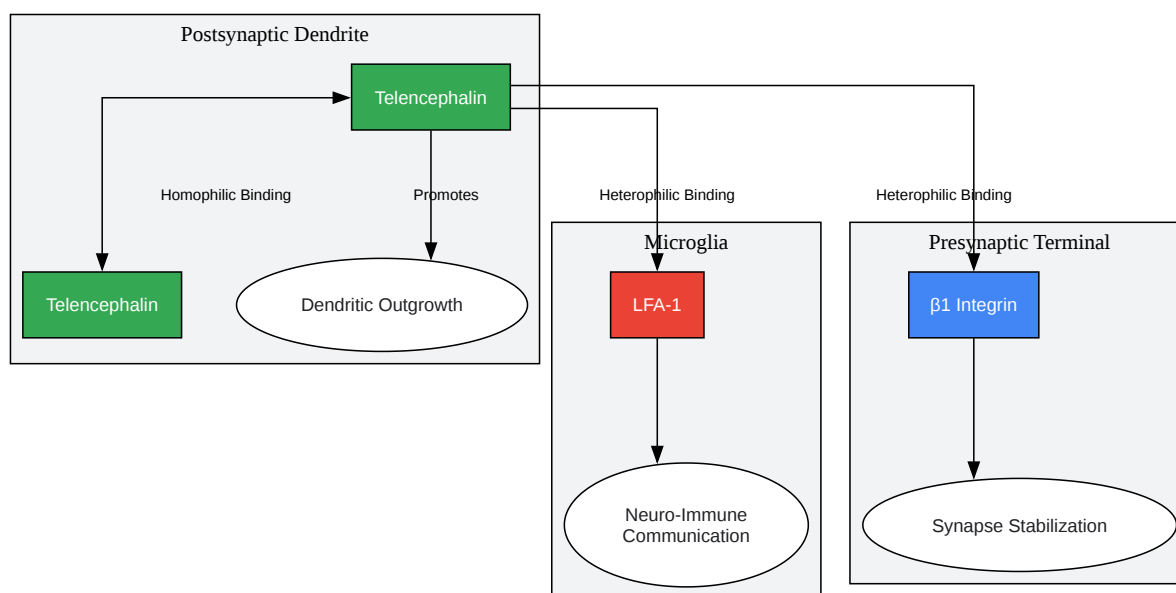 Postsynaptic Dendrite
Telencephalin
Homophilic Binding
Promotes
Heterophilic Binding
Heterophilic Binding
Microglia
Presynaptic Terminal
Telencephalin
Dendritic Outgrowth
LFA-1
β1 Integrin
Neuro-Immune
Communication
Synapse Stabilization